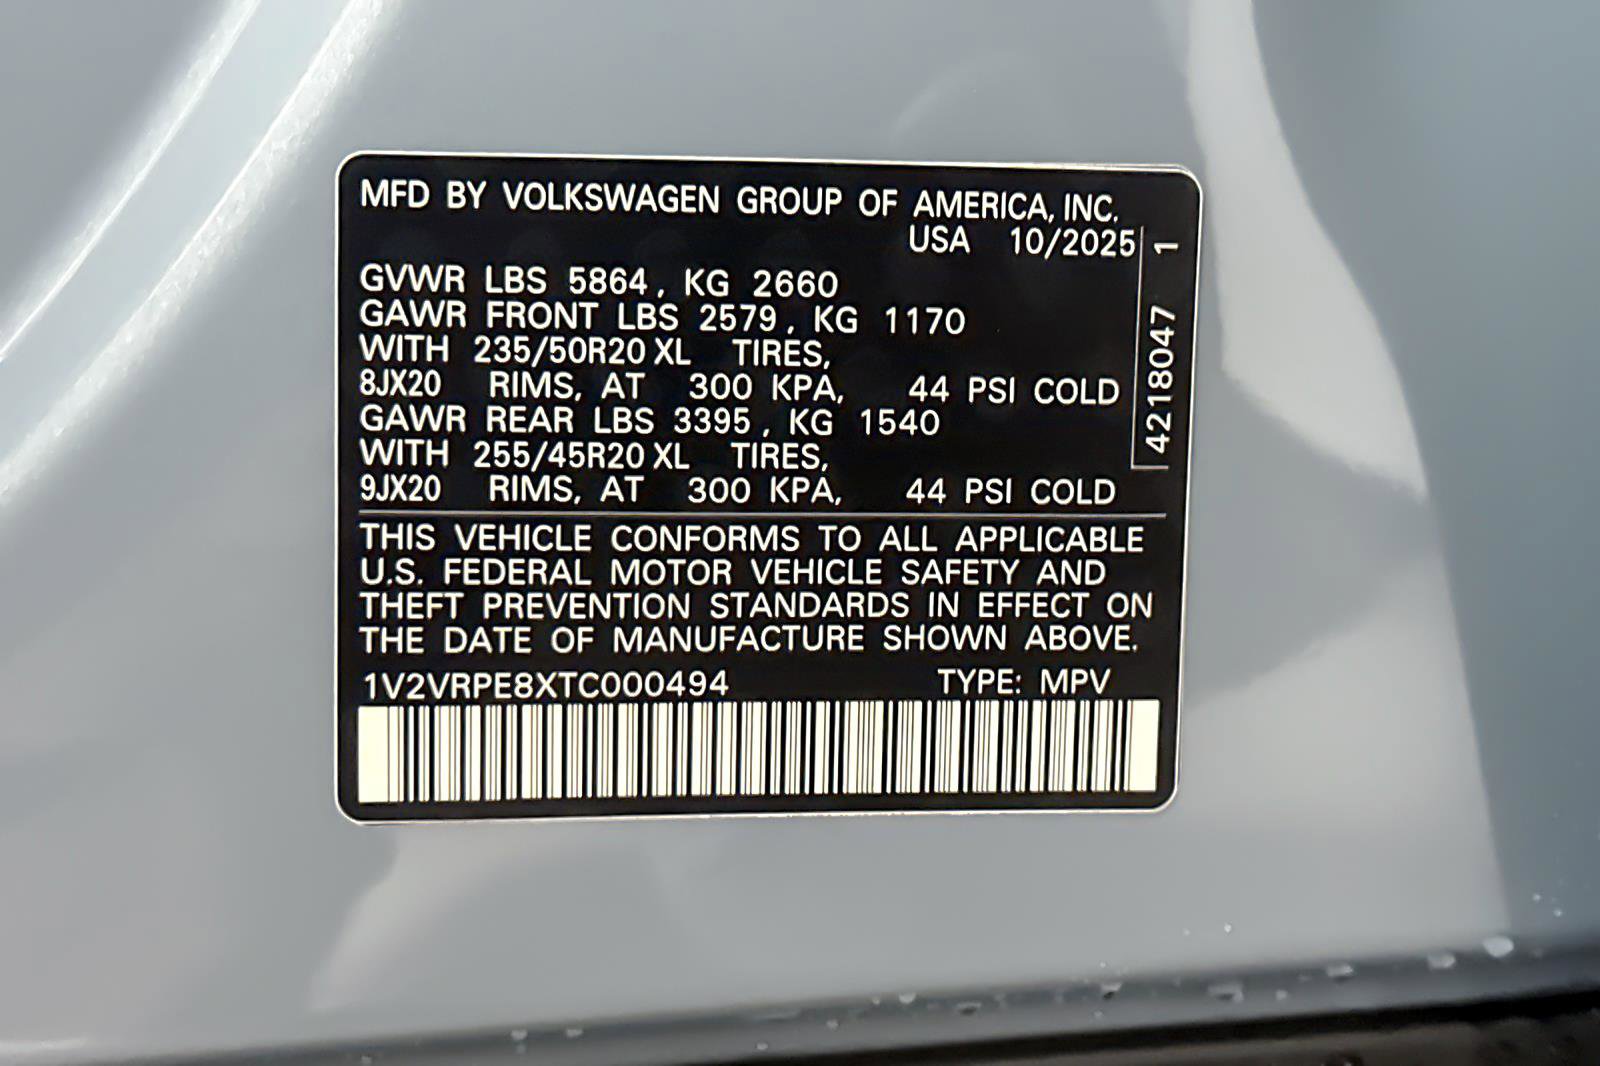 MFD BY VOLKSWAGEN GROUP OF AMERICA, INC.
USA 10/2025
GVWR LBS 5864, KG 2660
GAWR FRONT LBS 2579, KG 1170
WITH 235/50R20 XL TIRES,
8JX20 RIMS, AT 300 KPA, 44 PSI COLD
GAWR REAR LBS 3395, KG 1540
WITH 255/45R20 XL TIRES,
9JX20 RIMS, AT 300 KPA, 44 PSI COLD
4218047 1
THIS VEHICLE CONFORMS TO ALL APPLICABLE
U.S. FEDERAL MOTOR VEHICLE SAFETY AND
THEFT PREVENTION STANDARDS IN EFFECT ON
THE DATE OF MANUFACTURE SHOWN ABOVE.
1V2VRPE8XTC000494 TYPE: MPV